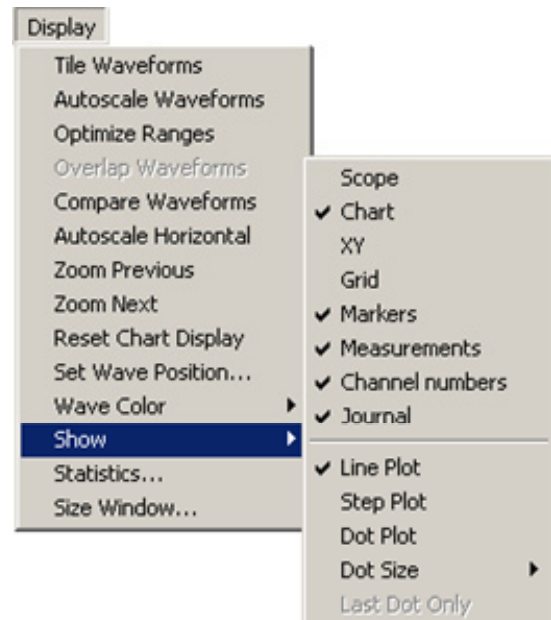 Display
Tile Waveforms
Autoscale Waveforms
Optimize Ranges
Overlap Waveforms
Compare Waveforms
Autoscale Horizontal
Zoom Previous
Zoom Next
Reset Chart Display
Set Wave Position...
Wave Color
Show
Statistics...
Size Window...
Scope
Chart
XY
Grid
Markers
Measurements
Channel numbers
Journal
Line Plot
Step Plot
Dot Plot
Dot Size
Last Dot Only